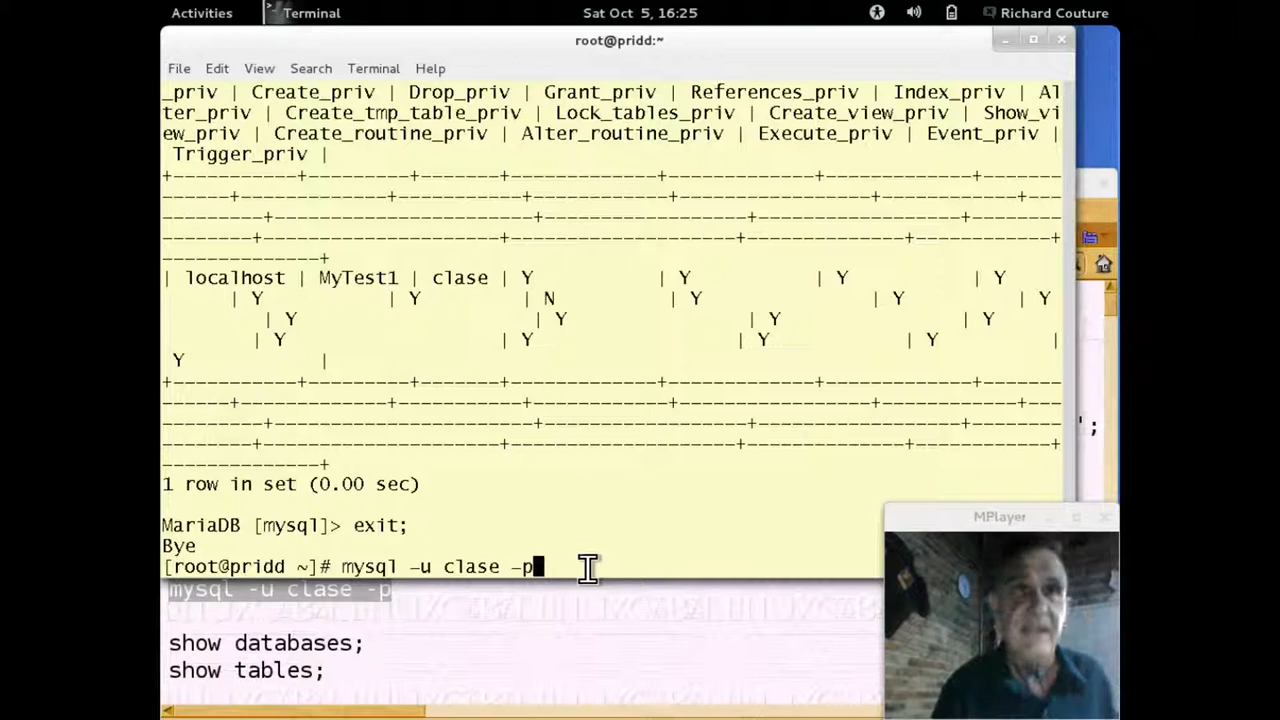 Activities Terminal Sat Oct 5, 16:25 Richard Couture
root@pridd:~
File Edit View Search Terminal Help
_priv | Create_priv | Drop_priv | Grant_priv | References_priv | Index_priv | Al
ter_priv | Create_tmp_table_priv | Lock_tables_priv | Create_view_priv | Show_vi
ew_priv | Create_routine_priv | Alter_routine_priv | Execute_priv | Event_priv |
Trigger_priv |
+-----------+---------+-------+-------------+-------------+-------------+-------
------+-------------+------------+------------+-----------------+------------+---
---------+-----------------------+------------------+------------------+--------
--------+---------------------+--------------------+--------------+------------+
--------------+
| localhost | MyTest1 | clase | Y | Y | Y | Y
| Y | Y | N | Y | Y | Y
| Y | Y | Y | Y
| Y | Y | Y | Y |
Y |
+-----------+---------+-------+-------------+-------------+-------------+-------
------+-------------+------------+------------+-----------------+------------+---
---------+-----------------------+------------------+------------------+--------
--------+---------------------+--------------------+--------------+------------+
--------------+
1 row in set (0.00 sec)
MariaDB [mysql]> exit;
Bye
[root@pridd ~]# mysql -u clase -p
';
mysql -u clase -p
show databases;
show tables;
MPlayer